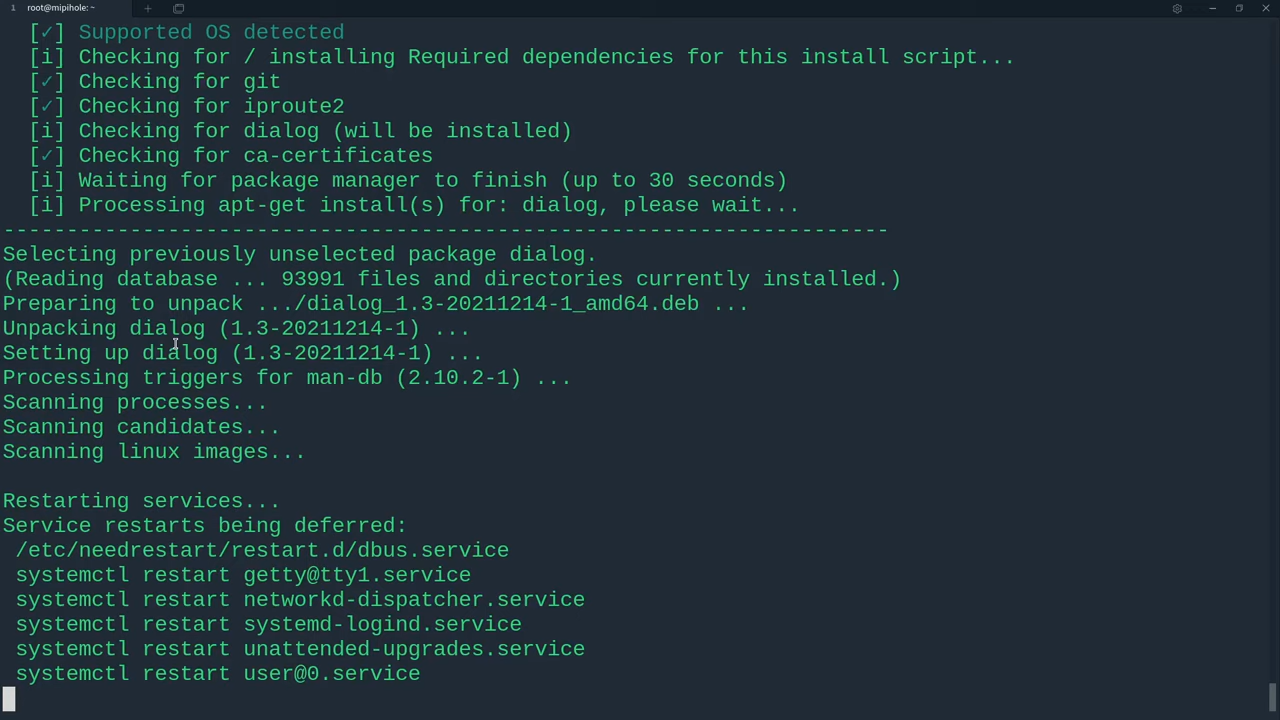 1 root@mipihole: ~
[✓] Supported OS detected
[i] Checking for / installing Required dependencies for this install script...
[✓] Checking for git
[✓] Checking for iproute2
[i] Checking for dialog (will be installed)
[✓] Checking for ca-certificates
[i] Waiting for package manager to finish (up to 30 seconds)
[i] Processing apt-get install(s) for: dialog, please wait...
----------------------------------------------------------------------
Selecting previously unselected package dialog.
(Reading database ... 93991 files and directories currently installed.)
Preparing to unpack .../dialog_1.3-20211214-1_amd64.deb ...
Unpacking dialog (1.3-20211214-1) ...
Setting up dialog (1.3-20211214-1) ...
Processing triggers for man-db (2.10.2-1) ...
Scanning processes...
Scanning candidates...
Scanning linux images...

Restarting services...
Service restarts being deferred:
 /etc/needrestart/restart.d/dbus.service
 systemctl restart getty@tty1.service
 systemctl restart networkd-dispatcher.service
 systemctl restart systemd-logind.service
 systemctl restart unattended-upgrades.service
 systemctl restart user@0.service